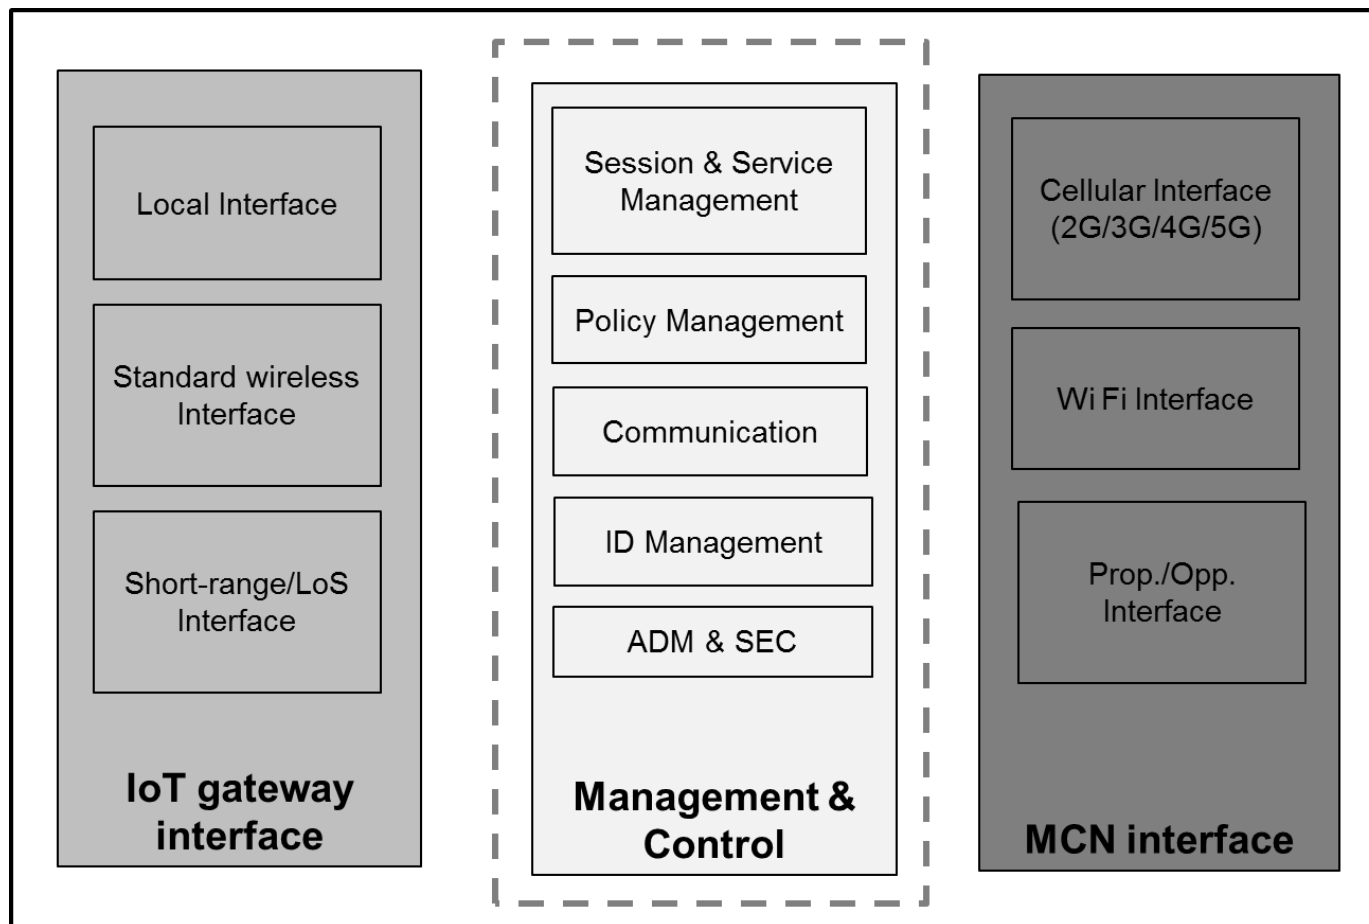 Local Interface
Standard wireless
Interface
Short-range/LoS
Interface
IoT gateway
interface
Session & Service
Management
Policy Management
Communication
ID Management
ADM & SEC
Management &
Control
Cellular Interface
(2G/3G/4G/5G)
Wi Fi Interface
Prop./Opp.
Interface
MCN interface